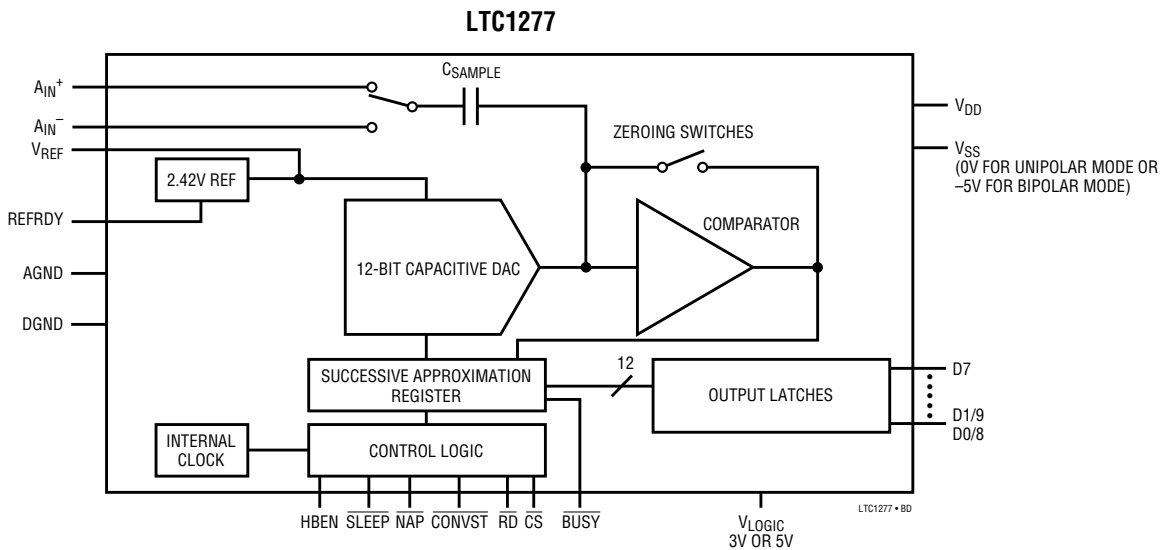 LTC1277
AIN+
AIN–
VREF
REFRDY
AGND
DGND
CSAMPLE
ZEROING SWITCHES
2.42V REF
12-BIT CAPACITIVE DAC
COMPARATOR
VDD
VSS
(0V FOR UNIPOLAR MODE OR
–5V FOR BIPOLAR MODE)
SUCCESSIVE APPROXIMATION
REGISTER
12
OUTPUT LATCHES
D7
D1/9
D0/8
INTERNAL
CLOCK
CONTROL LOGIC
HBEN SLEEP NAP CONVST RD CS BUSY
VLOGIC
3V OR 5V
LTC1277 • BD